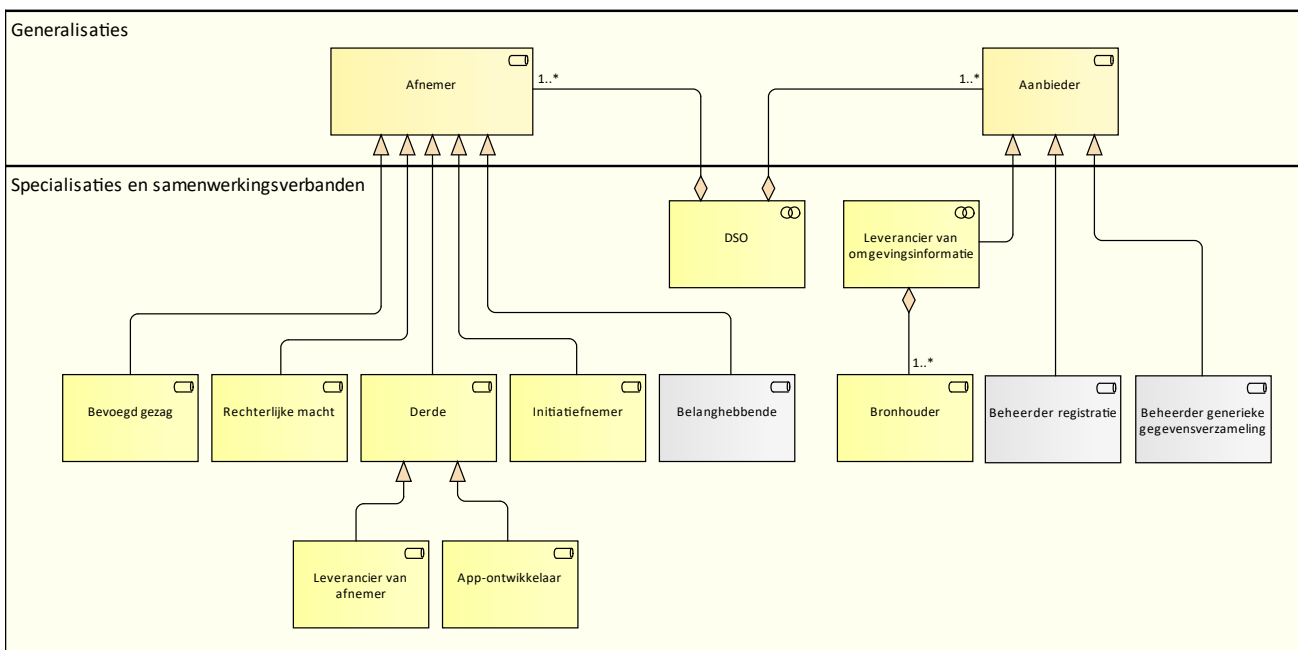 Generalisaties
Afnemer
1..*
1..*
Aanbieder
Specialisaties en samenwerkingsverbanden
DSO
Leverancier van
omgevingsinformatie
1..*
Bevoegd gezag
Rechterlijke macht
Derde
Initiatiefnemer
Belanghebbende
Bronhouder
Beheerder registratie
Beheerder generieke
gegevensverzameling
Leverancier van
afnemer
App-ontwikkelaar